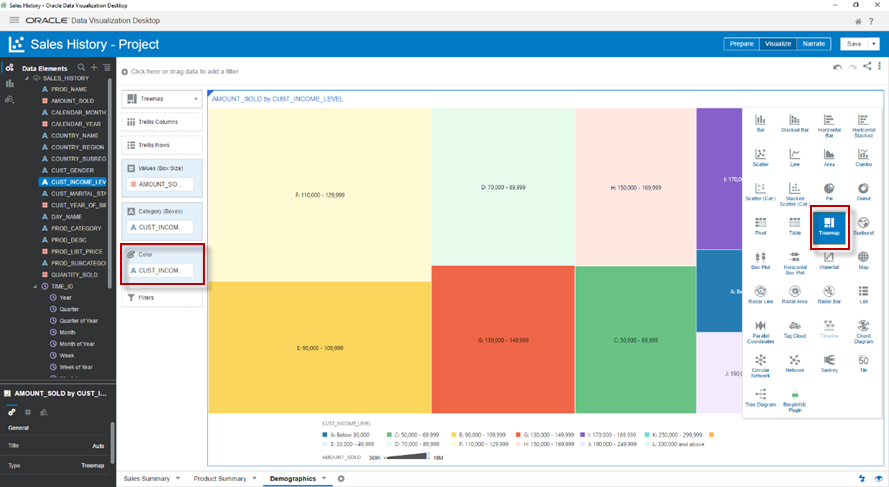 Sales History - Oracle Data Visualization Desktop
ORACLE Data Visualization Desktop
Sales History - Project
Prepare Visualize Narrate Save
Data Elements
SALES_HISTORY
PROD_NAME
AMOUNT_SOLD
CALENDAR_MONTH
CALENDAR_YEAR
COUNTRY_NAME
COUNTRY_REGION
COUNTRY_SUBREG
CUST_GENDER
CUST_INCOME_LEV
CUST_MARITAL_STA
CUST_YEAR_OF_BI
DAY_NAME
PROD_CATEGORY
PROD_DESC
PROD_LIST_PRICE
PROD_SUBCATEGO
QUANTITY_SOLD
TIME_ID
Year
Quarter
Quarter of Year
Month
Month of Year
Week
Week of Year
AMOUNT_SOLD by CUST_I...
General
Title Auto
Type Treemap
Click here or drag data to add a filter
Treemap
Trellis Columns
Trellis Rows
Values (Box Size)
AMOUNT_SO...
Category (Boxes)
CUST_INCOM...
Color
CUST_INCOM...
Filters
AMOUNT_SOLD by CUST_INCOME_LEVEL
F: 110,000 - 129,999
D: 70,000 - 89,999
H: 150,000 - 169,999
I: 170,0
E: 90,000 - 109,999
G: 130,000 - 149,999
C: 50,000 - 69,999
A: Be
J: 190,0
Bar Stacked Bar Horizontal Bar Horizontal Stacked
Scatter Line Area Combo
Scatter (Cat.) Stacked Scatter (Cat.) Pie Donut
Pivot Table Treemap Sunburst
Box Plot Horizontal Box Plot Waterfall Map
Radar Line Radar Area Radar Bar List
Parallel Coordinates Tag Cloud Timeline Chord Diagram
Circular Network Network Sankey Tile
50
Tree Diagram BoxplotViz Plugin
CUST_INCOME_LEVEL
A: Below 30,000 C: 50,000 - 69,999 E: 90,000 - 109,999 G: 130,000 - 149,999 I: 170,000 - 189,999 K: 250,000 - 299,999
B: 30,000 - 49,999 D: 70,000 - 89,999 F: 110,000 - 129,999 H: 150,000 - 169,999 J: 190,000 - 249,999 L: 300,000 and above
AMOUNT_SOLD 369K 18M
Sales Summary Product Summary Demographics